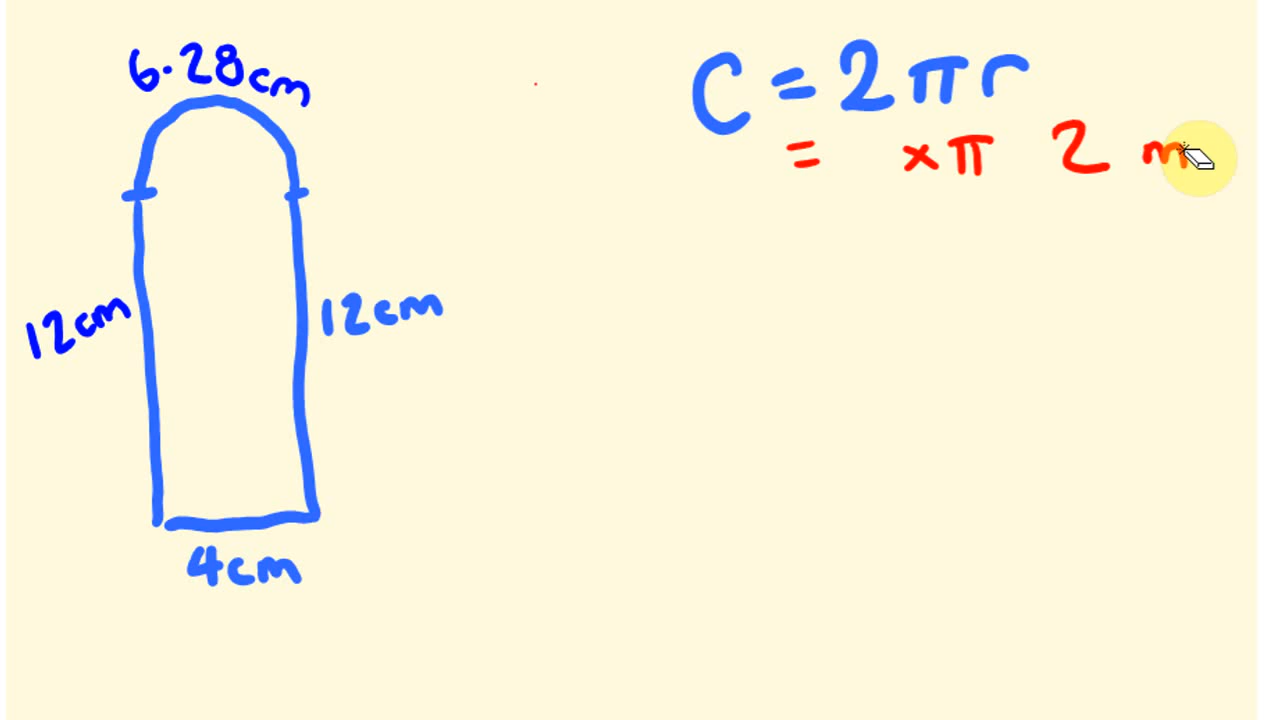 6.28cm
C = 2πr
= ×π 2 m
12cm
12cm
4cm